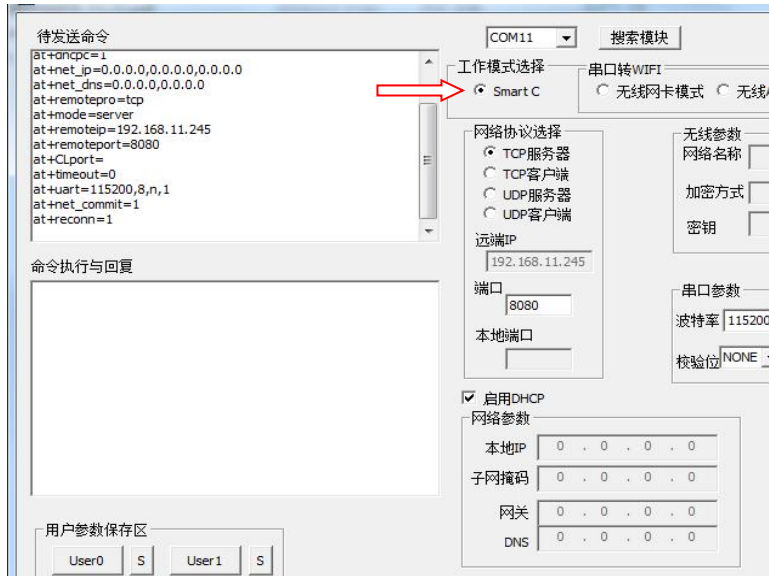 待发送命令
at+dhcpc=1
at+net_ip=0.0.0.0,0.0.0.0,0.0.0.0
at+net_dns=0.0.0.0,0.0.0.0
at+remotepro=tcp
at+mode=server
at+remoteip=192.168.11.245
at+remoteport=8080
at+CLport=
at+timeout=0
at+uart=115200,8,n,1
at+net_commit=1
at+reconn=1
命令执行与回复
用户参数保存区
User0 S User1 S
COM11 搜索模块
工作模式选择
Smart C
串口转WIFI
无线网卡模式 无线
网络协议选择
TCP服务器
TCP客户端
UDP服务器
UDP客户端
远端IP
192.168.11.245
端口
8080
本地端口
无线参数
网络名称
加密方式
密钥
串口参数
波特率 115200
校验位 NONE
启用DHCP
网络参数
本地IP 0 . 0 . 0 . 0
子网掩码 0 . 0 . 0 . 0
网关 0 . 0 . 0 . 0
DNS 0 . 0 . 0 . 0